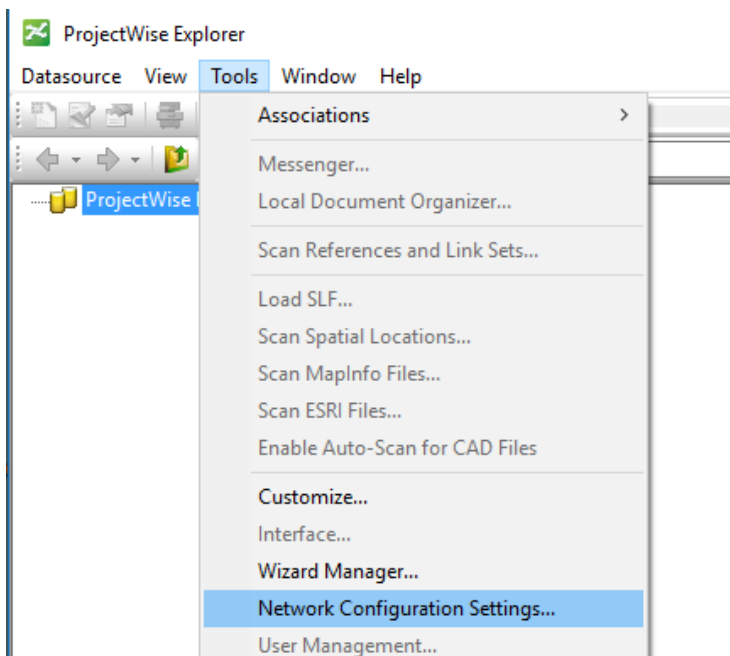 ProjectWise Explorer
Datasource View Tools Window Help
Associations
Messenger...
Local Document Organizer...
ProjectWise
Scan References and Link Sets...
Load SLF...
Scan Spatial Locations...
Scan MapInfo Files...
Scan ESRI Files...
Enable Auto-Scan for CAD Files
Customize...
Interface...
Wizard Manager...
Network Configuration Settings...
User Management...